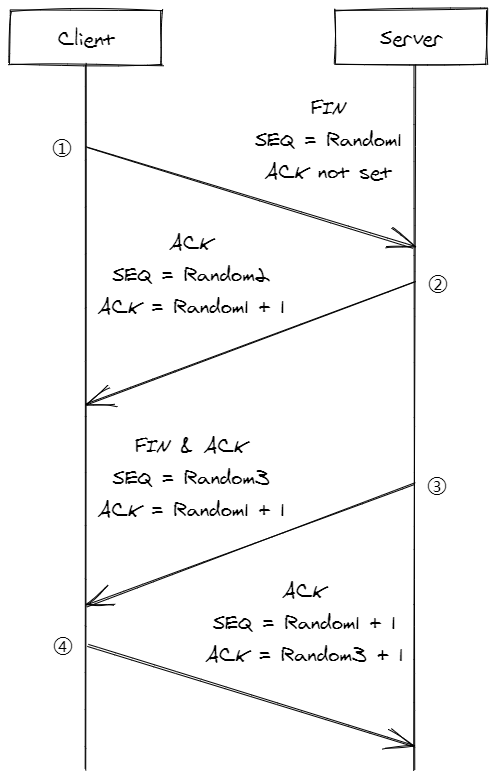 Client
Server
FIN
SEQ = Random1
ACK not set
①
ACK
SEQ = Random2
ACK = Random1 + 1
②
FIN & ACK
SEQ = Random3
ACK = Random1 + 1
③
ACK
SEQ = Random1 + 1
ACK = Random3 + 1
④